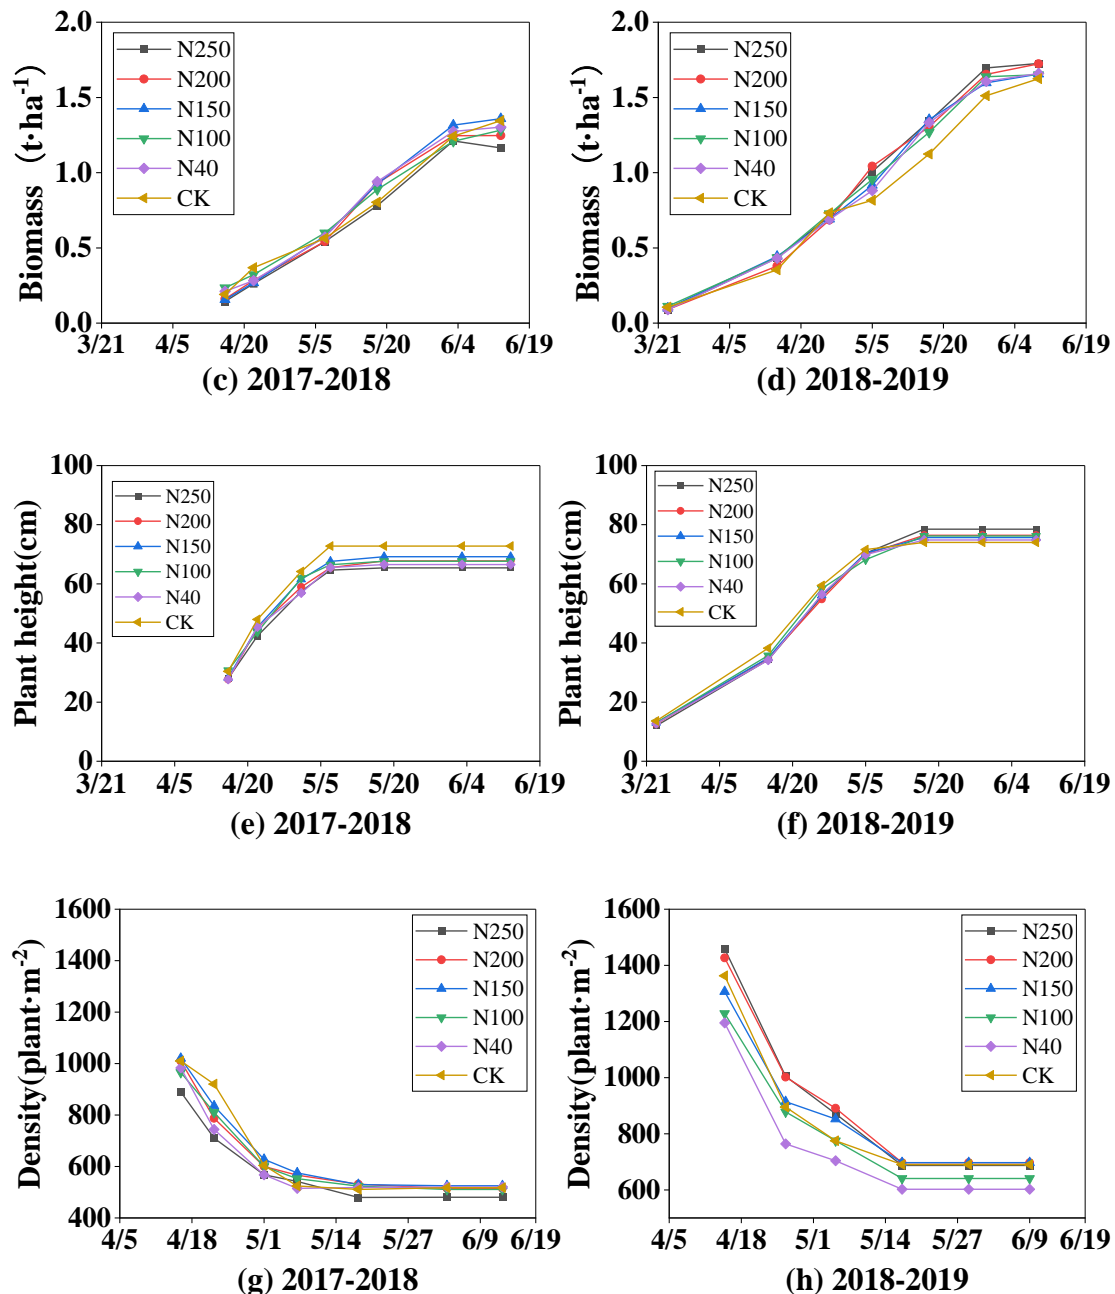 2.0
1.5
1.0
0.5
0.0
Biomass (t·ha⁻¹)
N250
N200
N150
N100
N40
CK
3/21 4/5 4/20 5/5 5/20 6/4 6/19
(c) 2017-2018
2.0
1.5
1.0
0.5
0.0
Biomass (t·ha⁻¹)
N250
N200
N150
N100
N40
CK
3/21 4/5 4/20 5/5 5/20 6/4 6/19
(d) 2018-2019
100
80
60
40
20
0
Plant height(cm)
N250
N200
N150
N100
N40
CK
3/21 4/5 4/20 5/5 5/20 6/4 6/19
(e) 2017-2018
100
80
60
40
20
0
Plant height(cm)
N250
N200
N150
N100
N40
CK
3/21 4/5 4/20 5/5 5/20 6/4 6/19
(f) 2018-2019
1600
1400
1200
1000
800
600
400
Density(plant·m⁻²)
N250
N200
N150
N100
N40
CK
4/5 4/18 5/1 5/14 5/27 6/9 6/19
(g) 2017-2018
1600
1400
1200
1000
800
600
Density(plant·m⁻²)
N250
N200
N150
N100
N40
CK
4/5 4/18 5/1 5/14 5/27 6/9 6/19
(h) 2018-2019